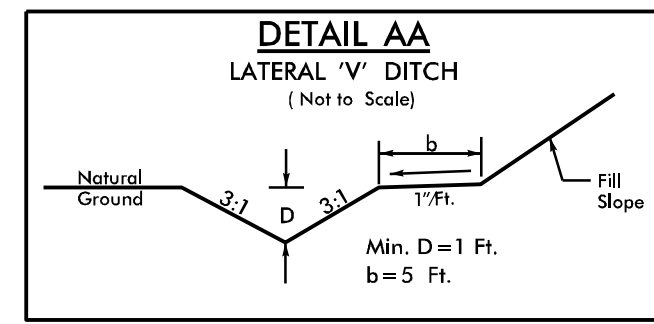 DETAIL AA
LATERAL 'V' DITCH
( Not to Scale)
b
Natural
Ground
3:1
D
3:1
1"/Ft.
Fill
Slope
Min. D=1 Ft.
b=5 Ft.